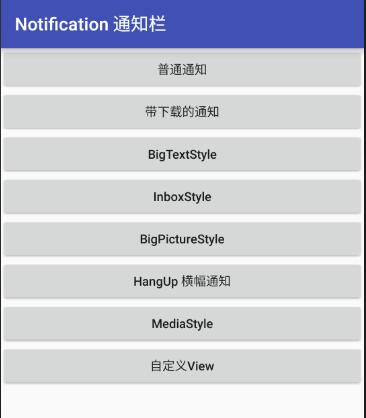 Notification 通知栏
普通通知
带下载的通知
BigTextStyle
InboxStyle
BigPictureStyle
HangUp 横幅通知
MediaStyle
自定义View